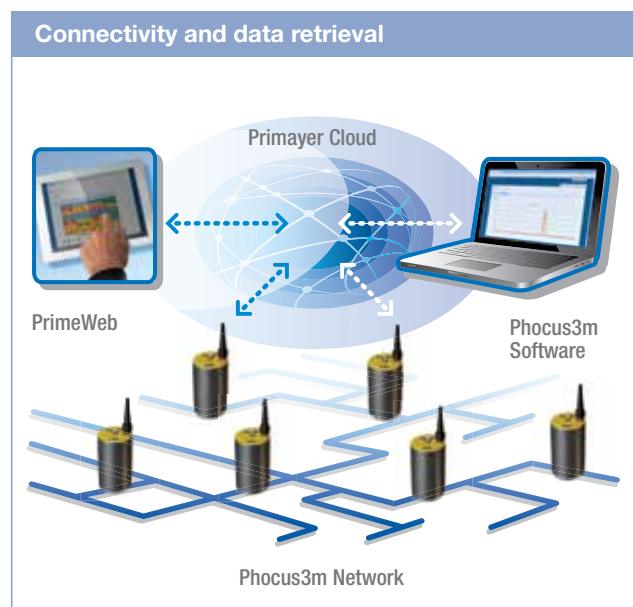 Connectivity and data retrieval
Primayer Cloud
PrimeWeb
Phocus3m
Software
Phocus3m Network